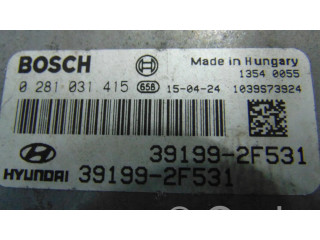 BOSCH Made in Hungary
1354 0055
0 281 031 415 658 15-04-24 1039S73924
39199-2F531
HYUNDAI 39199-2F531